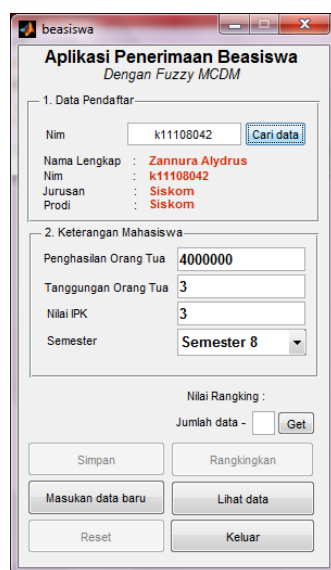 beasiswa
Aplikasi Penerimaan Beasiswa
Dengan Fuzzy MCDM
1. Data Pendaftar
Nim k11108042 Cari data
Nama Lengkap : Zannura Alydrus
Nim : k11108042
Jurusan : Siskom
Prodi : Siskom
2. Keterangan Mahasiswa
Penghasilan Orang Tua 4000000
Tanggungan Orang Tua 3
Nilai IPK 3
Semester Semester 8
Nilai Rangking :
Jumlah data - Get
Simpan Rangkingkan
Masukan data baru Lihat data
Reset Keluar